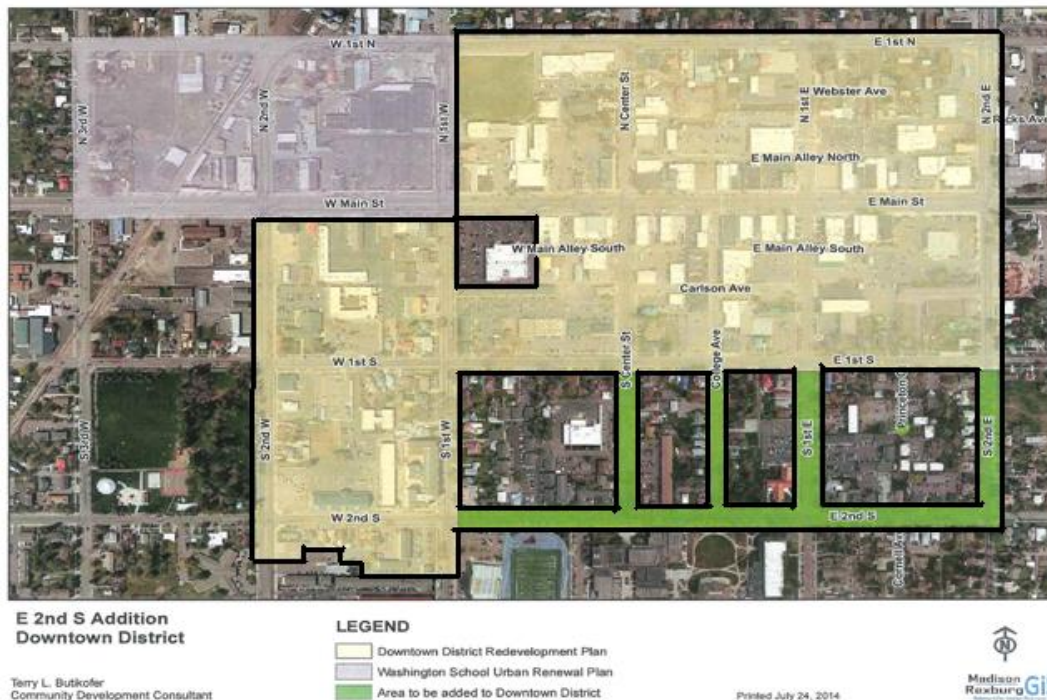 W 1st N
E 1st N
Webster Ave
N 3rd W
N 2nd W
N 1st W
N Center St
N 1st E
N 2nd E
E Main Alley North
W Main St
E Main St
W Main Alley South
E Main Alley South
Carlson Ave
W 1st S
S Center St
College Ave
E 1st S
S 3rd W
S 2nd W
S 1st W
S 1st E
Princeton
S 2nd E
W 2nd S
E 2nd S
E 2nd S Addition
Downtown District
LEGEND
Downtown District Redevelopment Plan
Washington School Urban Renewal Plan
Area to be added to Downtown District
Terry L. Butikofer
Community Development Consultant
Printed July 24, 2014
N
Madison
Rexburg Gi